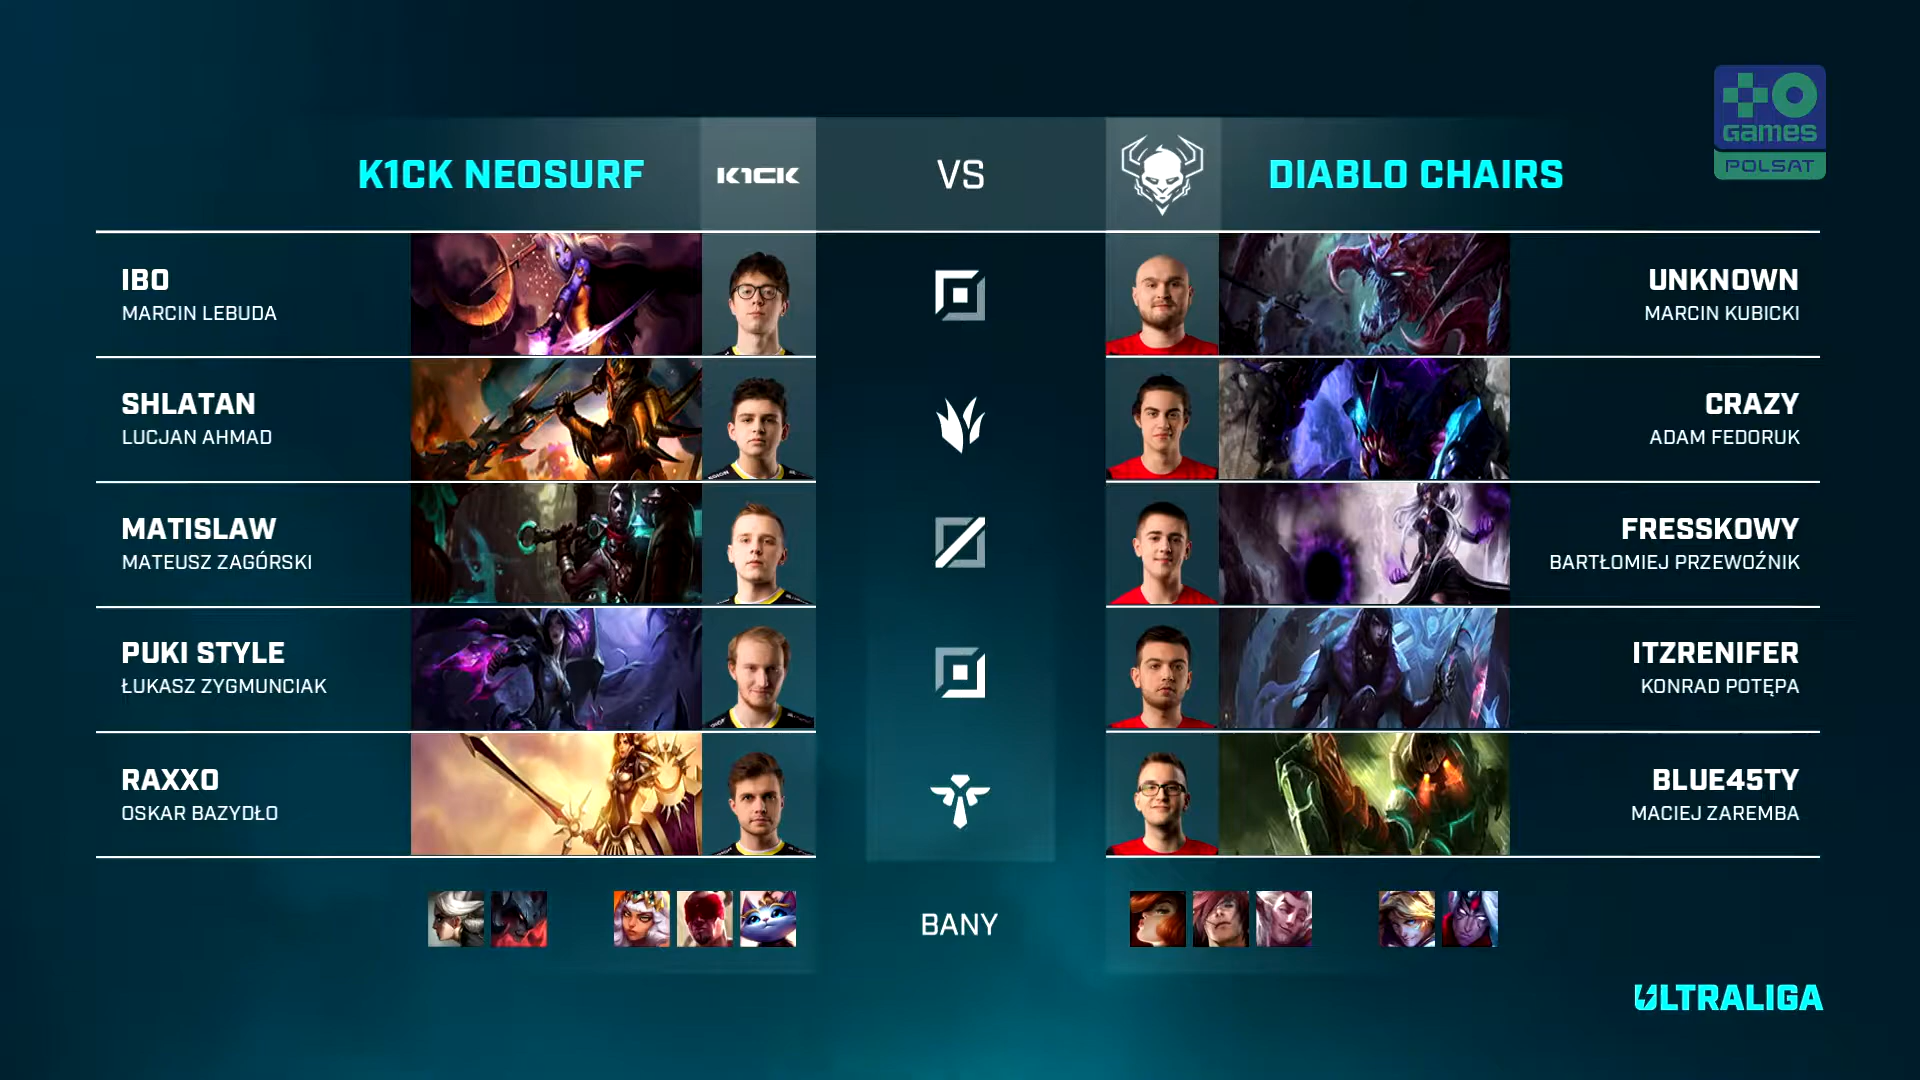 K1CK NEOSURF
K1CK
VS
DIABLO CHAIRS
games
POLSAT
IBO
MARCIN LEBUDA
UNKNOWN
MARCIN KUBICKI
SHLATAN
LUCJAN AHMAD
CRAZY
ADAM FEDORUK
MATISLAW
MATEUSZ ZAGÓRSKI
FRESSKOWY
BARTŁOMIEJ PRZEWOŹNIK
PUKI STYLE
ŁUKASZ ZYGMUNCIAK
ITZRENIFER
KONRAD POTĘPA
RAXXO
OSKAR BAZYDŁO
BLUE45TY
MACIEJ ZAREMBA
BANY
ULTRALIGA